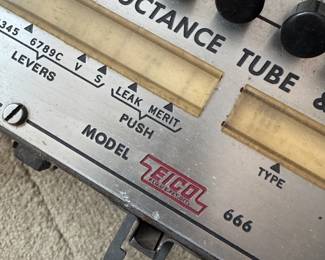 UCTANCE TUBE &
345 6789C V S LEAK MERIT
LEVERS PUSH TYPE
MODEL EICO 666